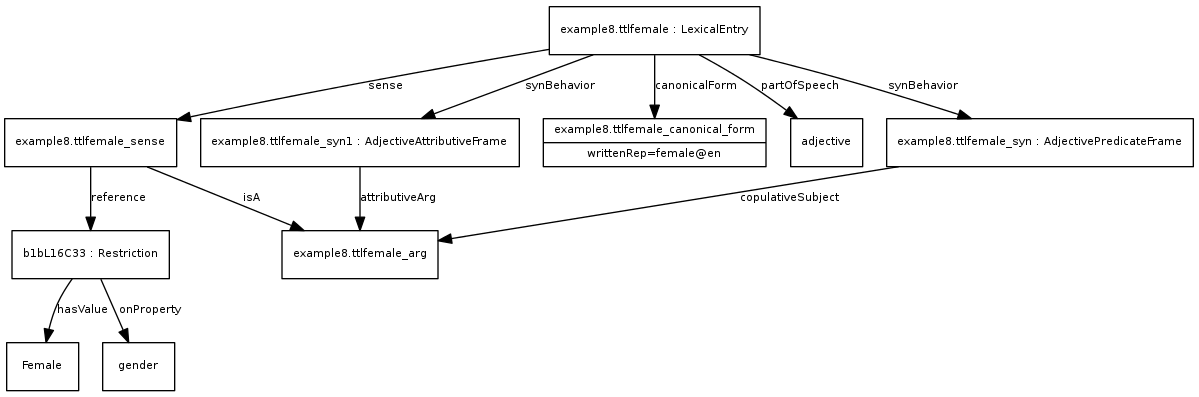 example8.ttlfemale : LexicalEntry
sense
synBehavior
canonicalForm
partOfSpeech
synBehavior
example8.ttlfemale_sense
example8.ttlfemale_syn1 : AdjectiveAttributiveFrame
example8.ttlfemale_canonical_form
writtenRep=female@en
adjective
example8.ttlfemale_syn : AdjectivePredicateFrame
reference
isA
attributiveArg
copulativeSubject
b1bL16C33 : Restriction
example8.ttlfemale_arg
hasValue
onProperty
Female
gender